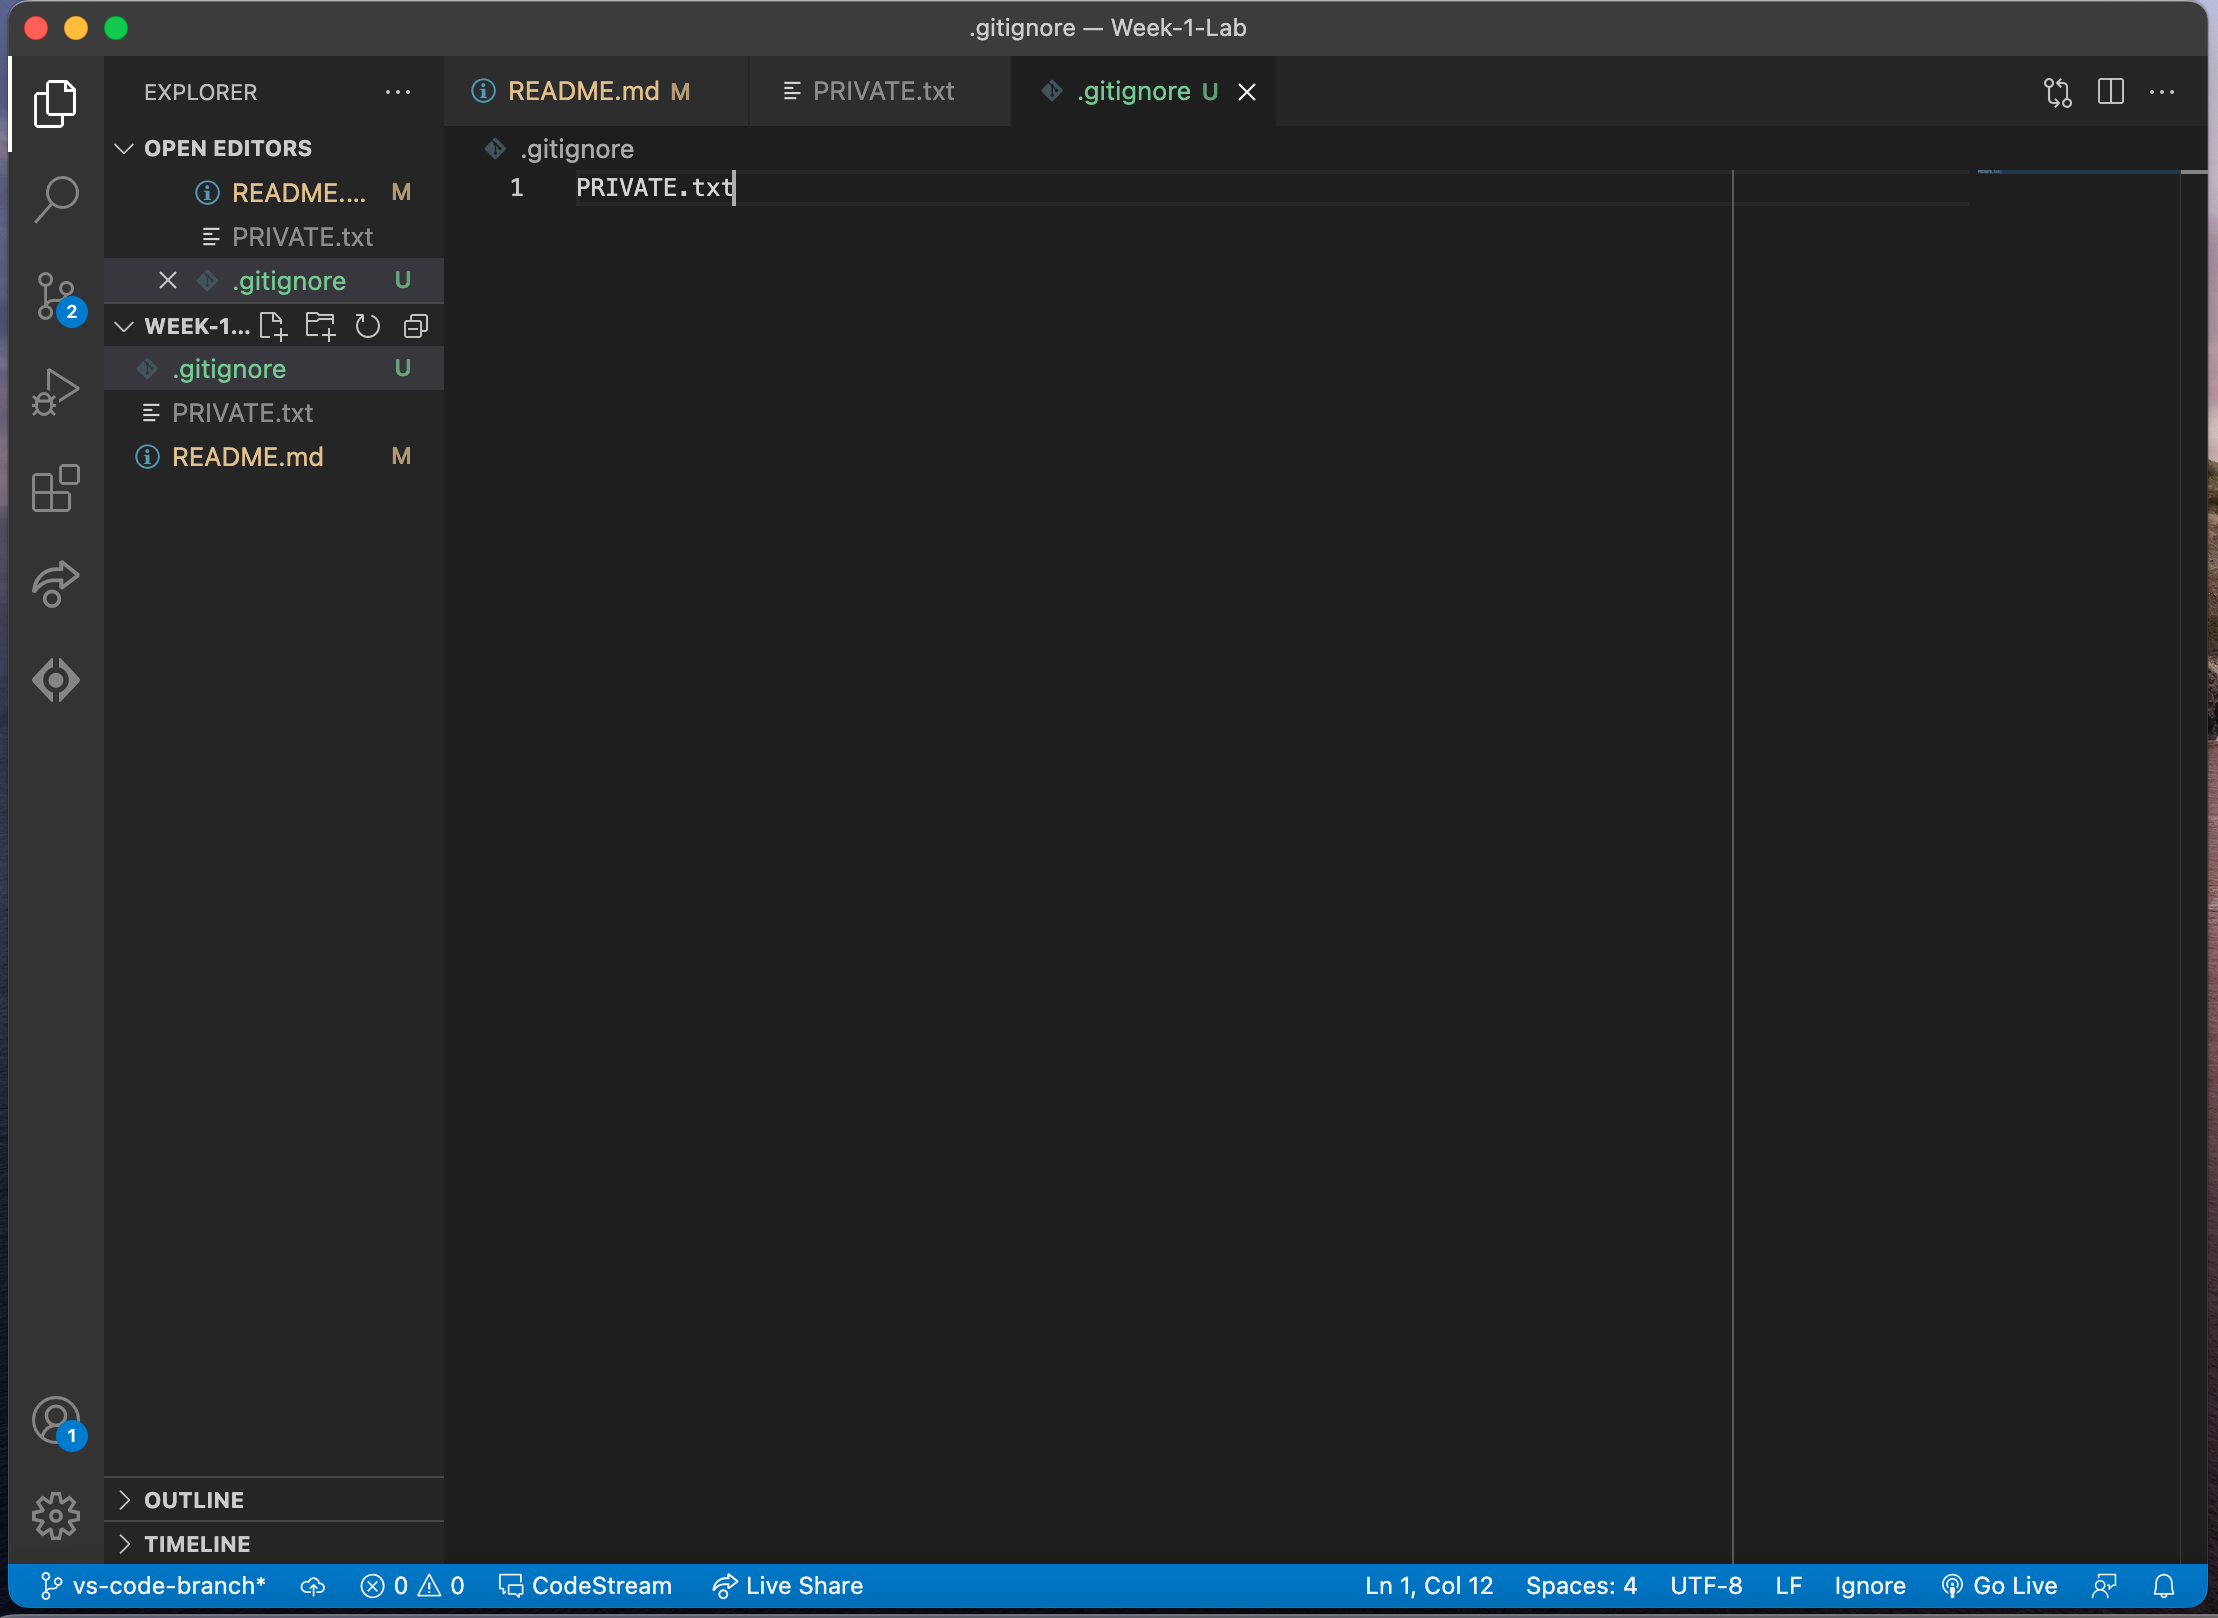 .gitignore — Week-1-Lab
EXPLORER
README.md M
PRIVATE.txt
.gitignore U
OPEN EDITORS
README.... M
PRIVATE.txt
.gitignore U
WEEK-1...
.gitignore U
PRIVATE.txt
README.md M
.gitignore
1 PRIVATE.txt
2
1
OUTLINE
TIMELINE
vs-code-branch* 0 0 CodeStream Live Share Ln 1, Col 12 Spaces: 4 UTF-8 LF Ignore Go Live